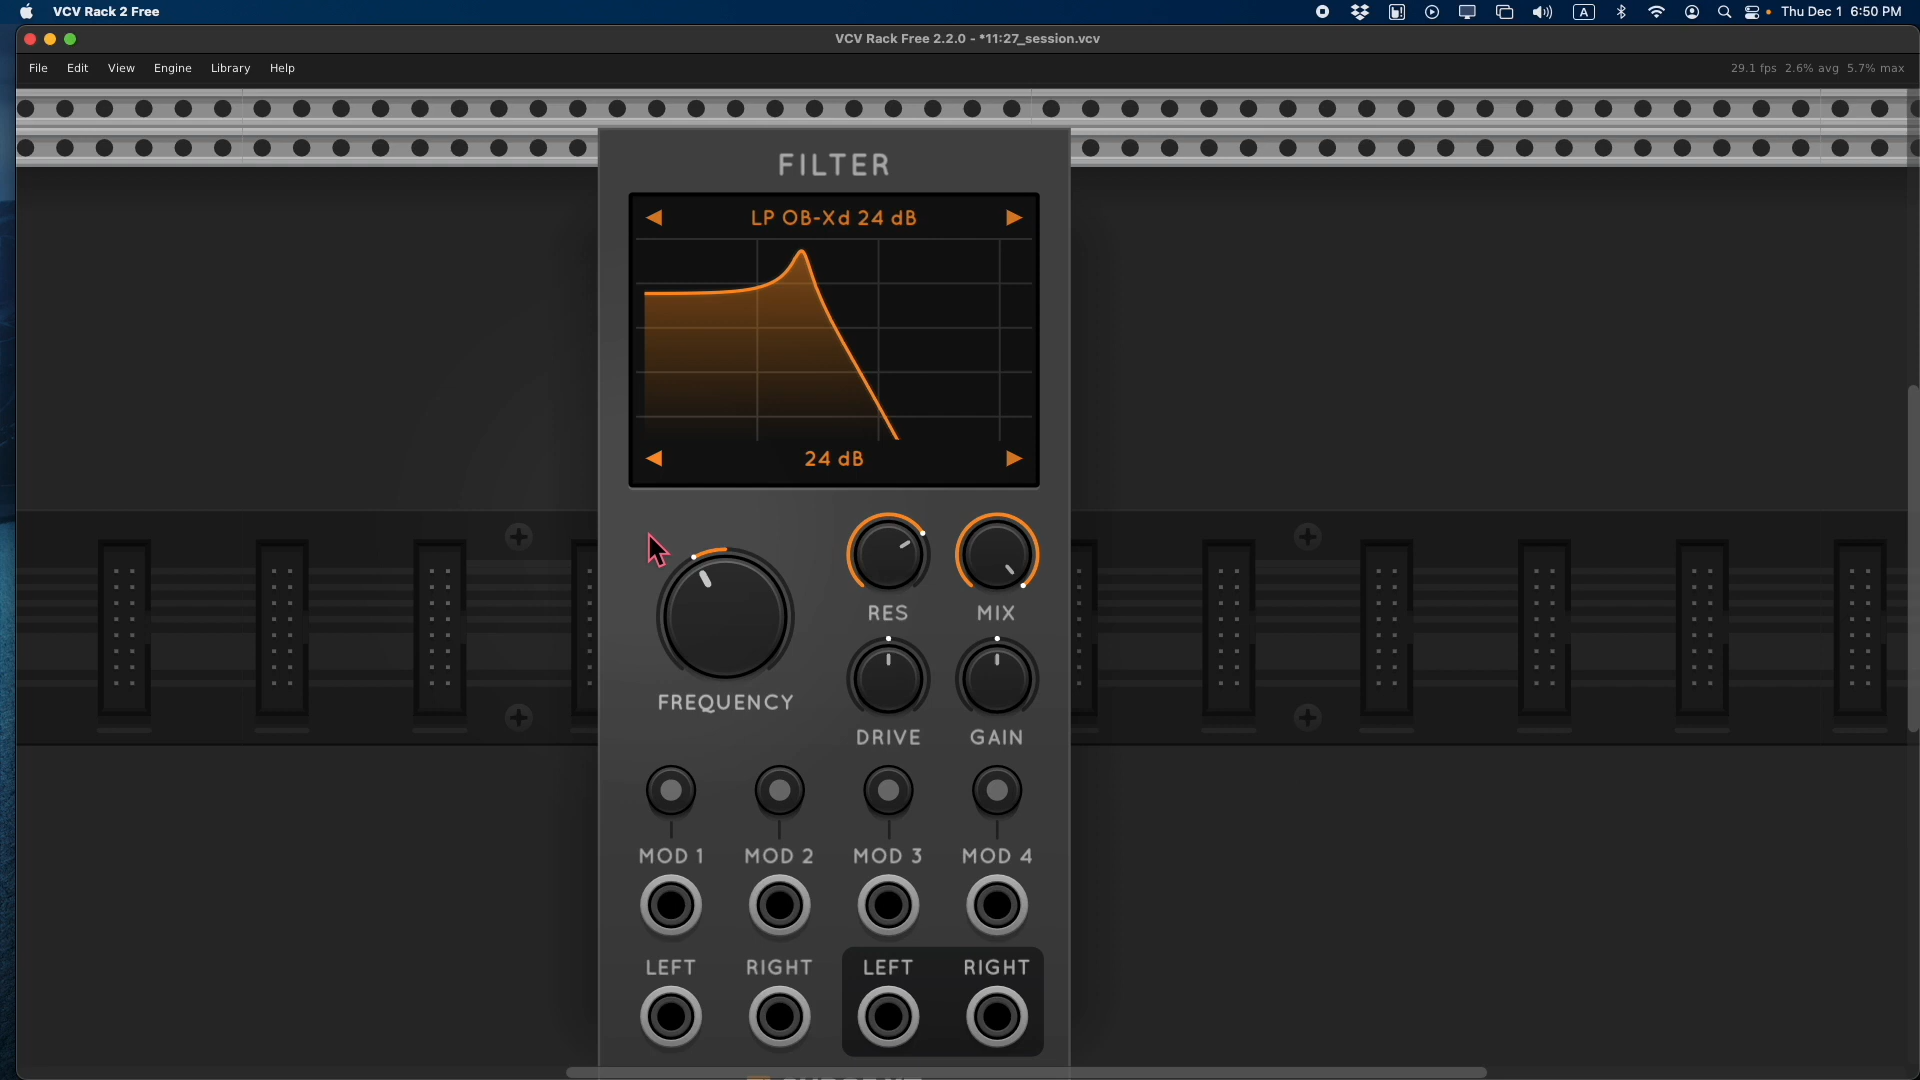 VCV Rack 2 Free
A
Thu Dec 1 6:50 PM
VCV Rack Free 2.2.0 - *11:27_session.vcv
File Edit View Engine Library Help
29.1 fps 2.6% avg 5.7% max
FILTER
LP OB-Xd 24 dB
24 dB
RES MIX
FREQUENCY
DRIVE GAIN
MOD 1 MOD 2 MOD 3 MOD 4
LEFT RIGHT LEFT RIGHT